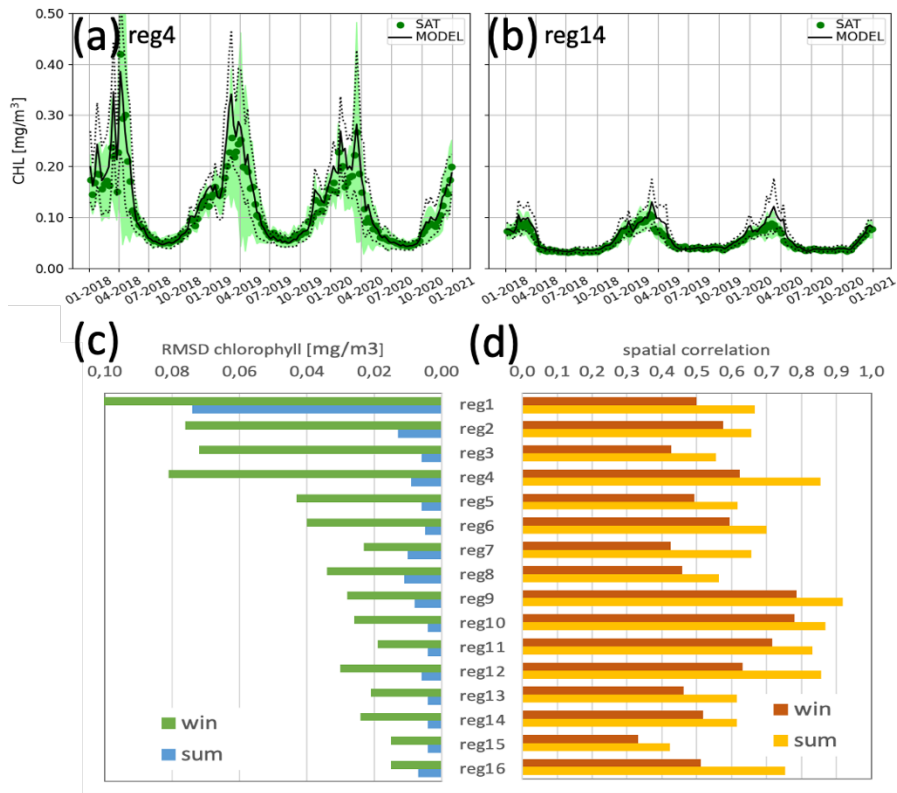 (a) reg4
SAT
MODEL
0.50
0.40
0.30
0.20
0.10
0.00
CHL [mg/m³]
01-2018 04-2018 07-2018 10-2018 01-2019 04-2019 07-2019 10-2019 01-2020 04-2020 07-2020 10-2020 01-2021
(b) reg14
SAT
MODEL
01-2018 04-2018 07-2018 10-2018 01-2019 04-2019 07-2019 10-2019 01-2020 04-2020 07-2020 10-2020 01-2021
(c)
RMSD chlorophyll [mg/m3]
0,10 0,08 0,06 0,04 0,02 0,00
(d)
spatial correlation
0,0 0,1 0,2 0,3 0,4 0,5 0,6 0,7 0,8 0,9 1,0
reg1
reg2
reg3
reg4
reg5
reg6
reg7
reg8
reg9
reg10
reg11
reg12
reg13
reg14
reg15
reg16
win
sum
win
sum